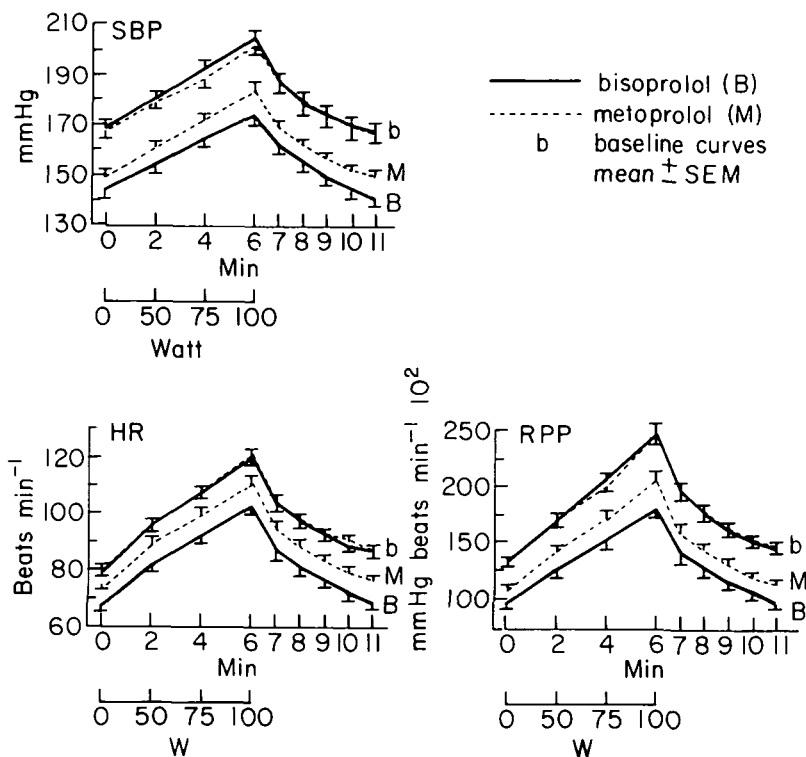 SBP
210
190
170
150
130
mmHg
b
M
B
0 2 4 6 7 8 9 10 11
Min
0 50 75 100
Watt
bisoprolol (B)
metoprolol (M)
b baseline curves
mean ± SEM
HR
120
100
80
60
Beats min⁻¹
b
M
B
0 2 4 6 7 8 9 10 11
Min
0 50 75 100
W
RPP
250
200
150
100
mmHg beats min⁻¹ 10²
b
M
B
0 2 4 6 7 8 9 10 11
Min
0 50 75 100
W